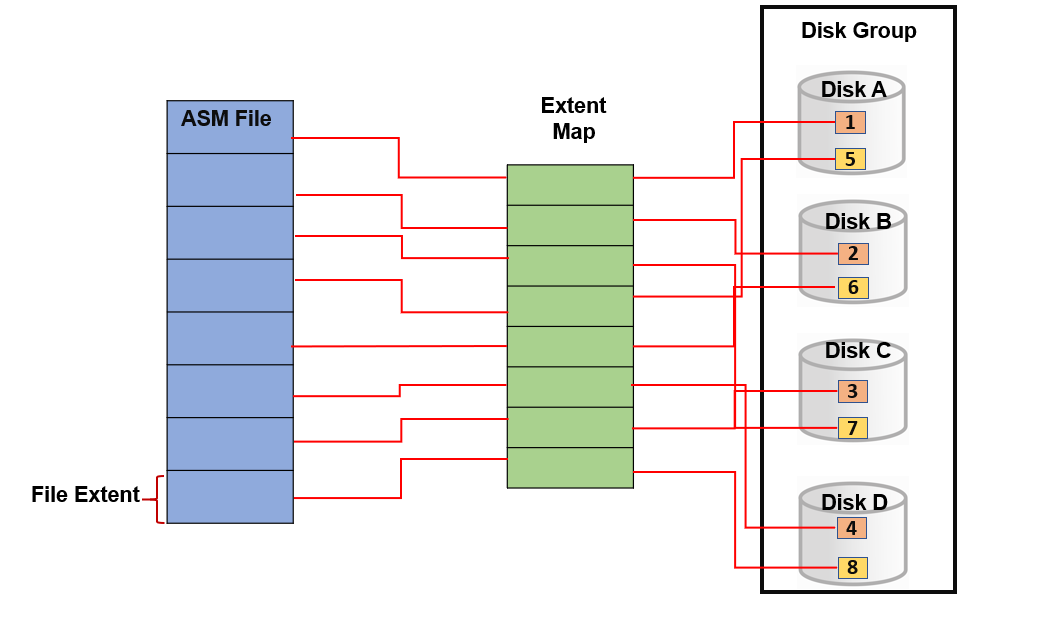 Disk Group
Disk A
1
5
ASM File
Extent
Map
Disk B
2
6
Disk C
3
7
File Extent
Disk D
4
8